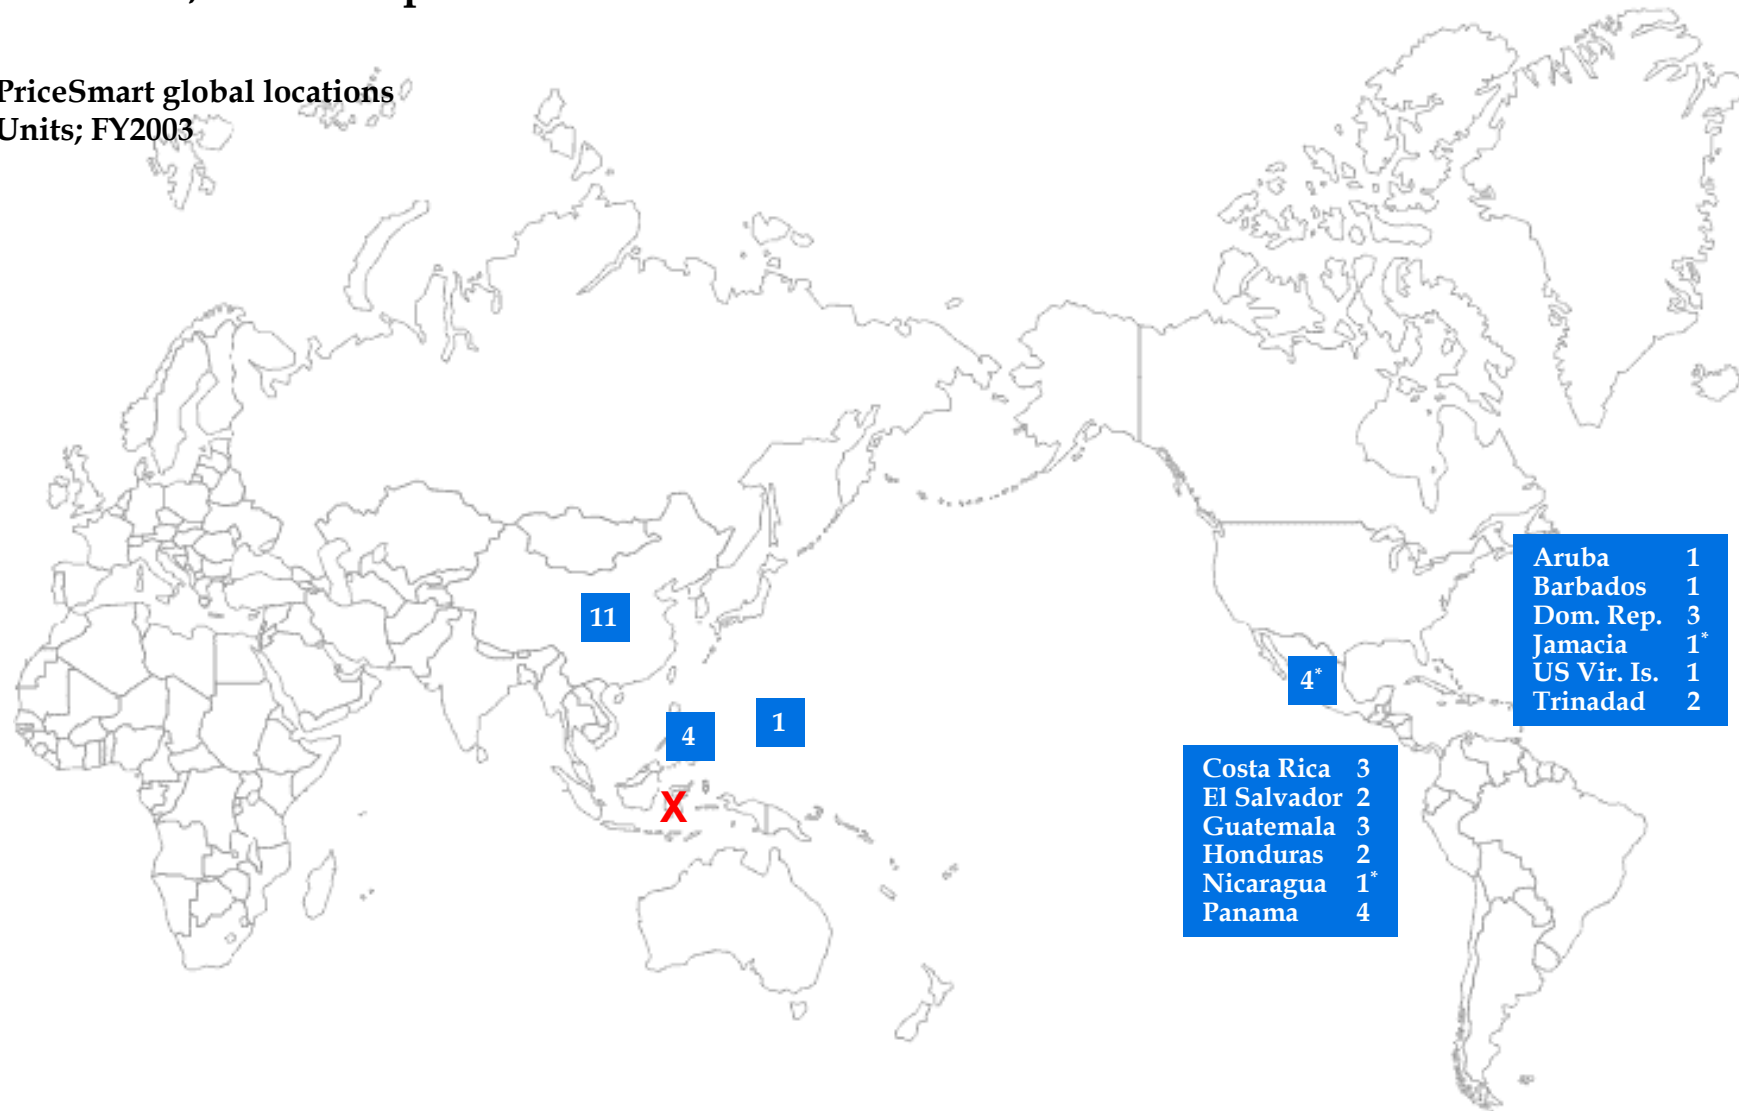 PriceSmart global locations
Units; FY2003
11
4
1
X
4*
Aruba 1
Barbados 1
Dom. Rep. 3
Jamacia 1*
US Vir. Is. 1
Trinadad 2
Costa Rica 3
El Salvador 2
Guatemala 3
Honduras 2
Nicaragua 1*
Panama 4